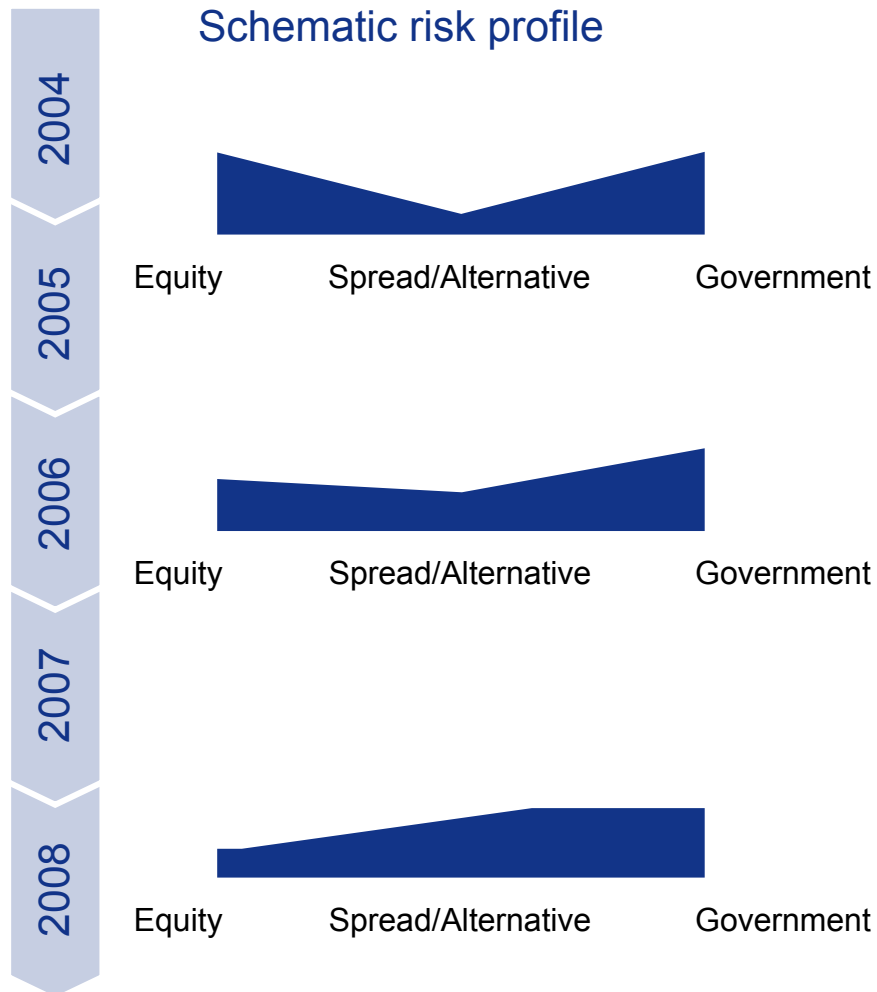 Schematic risk profile
2004
Equity Spread/Alternative Government
2005
2006
Equity Spread/Alternative Government
2007
2008
Equity Spread/Alternative Government